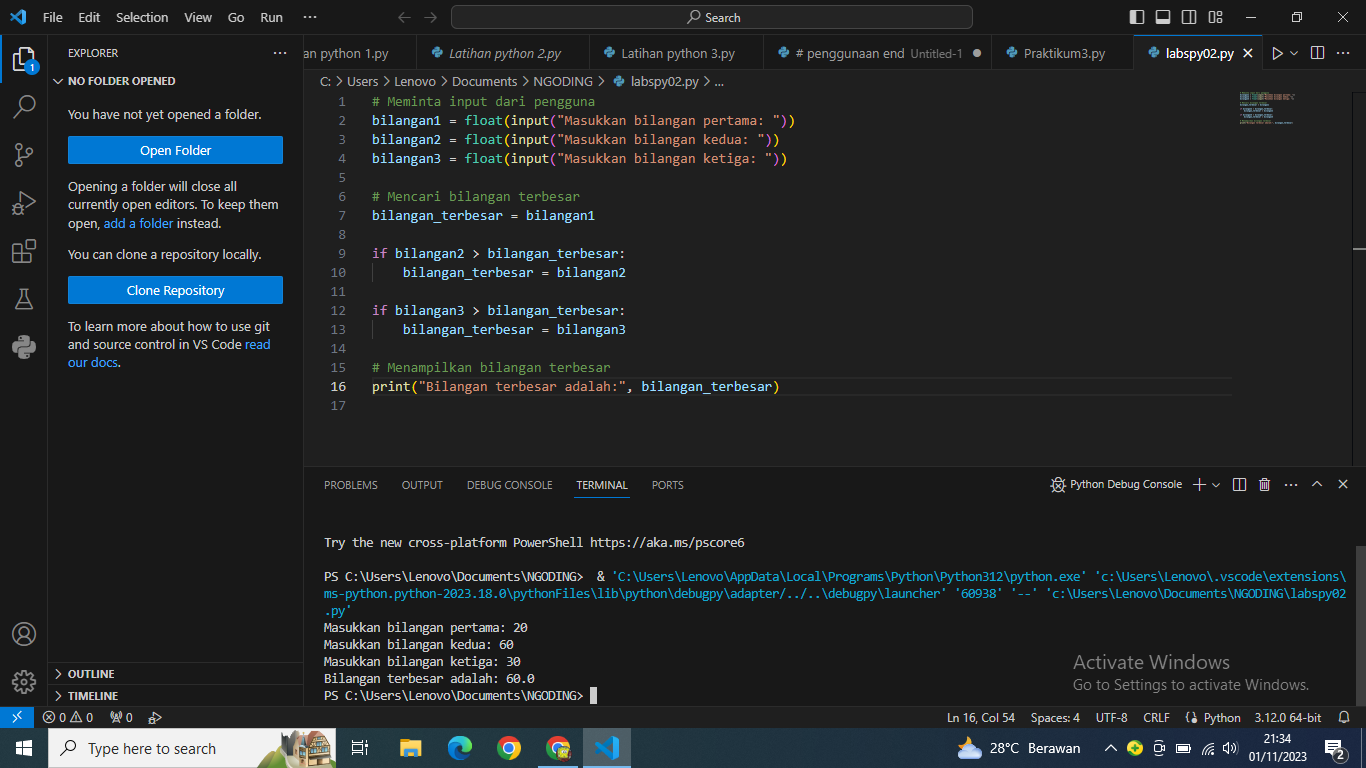 File Edit Selection View Go Run ··· Search
EXPLORER ···
NO FOLDER OPENED
You have not yet opened a folder.
Open Folder
Opening a folder will close all
currently open editors. To keep them
open, add a folder instead.
You can clone a repository locally.
Clone Repository
To learn more about how to use git
and source control in VS Code read
our docs.
OUTLINE
TIMELINE
an python 1.py Latihan python 2.py Latihan python 3.py # penggunaan end Untitled-1 Praktikum3.py labspy02.py
C: > Users > Lenovo > Documents > NGODING > labspy02.py > ...
1 # Meminta input dari pengguna
2 bilangan1 = float(input("Masukkan bilangan pertama: "))
3 bilangan2 = float(input("Masukkan bilangan kedua: "))
4 bilangan3 = float(input("Masukkan bilangan ketiga: "))
5
6 # Mencari bilangan terbesar
7 bilangan_terbesar = bilangan1
8
9 if bilangan2 > bilangan_terbesar:
10 bilangan_terbesar = bilangan2
11
12 if bilangan3 > bilangan_terbesar:
13 bilangan_terbesar = bilangan3
14
15 # Menampilkan bilangan terbesar
16 print("Bilangan terbesar adalah:", bilangan_terbesar)
17
PROBLEMS OUTPUT DEBUG CONSOLE TERMINAL PORTS Python Debug Console
Try the new cross-platform PowerShell https://aka.ms/pscore6
PS C:\Users\Lenovo\Documents\NGODING>  & 'C:\Users\Lenovo\AppData\Local\Programs\Python\Python312\python.exe' 'c:\Users\Lenovo\.vscode\extensions\
ms-python.python-2023.18.0\pythonFiles\lib\python\debugpy\adapter/../..\debugpy\launcher' '60938' '--' 'c:\Users\Lenovo\Documents\NGODING\labspy02
.py'
Masukkan bilangan pertama: 20
Masukkan bilangan kedua: 60
Masukkan bilangan ketiga: 30
Bilangan terbesar adalah: 60.0
PS C:\Users\Lenovo\Documents\NGODING>
Activate Windows
Go to Settings to activate Windows.
0 0 0 Ln 16, Col 54 Spaces: 4 UTF-8 CRLF Python 3.12.0 64-bit
Type here to search 28°C Berawan 21:34
01/11/2023
2
1